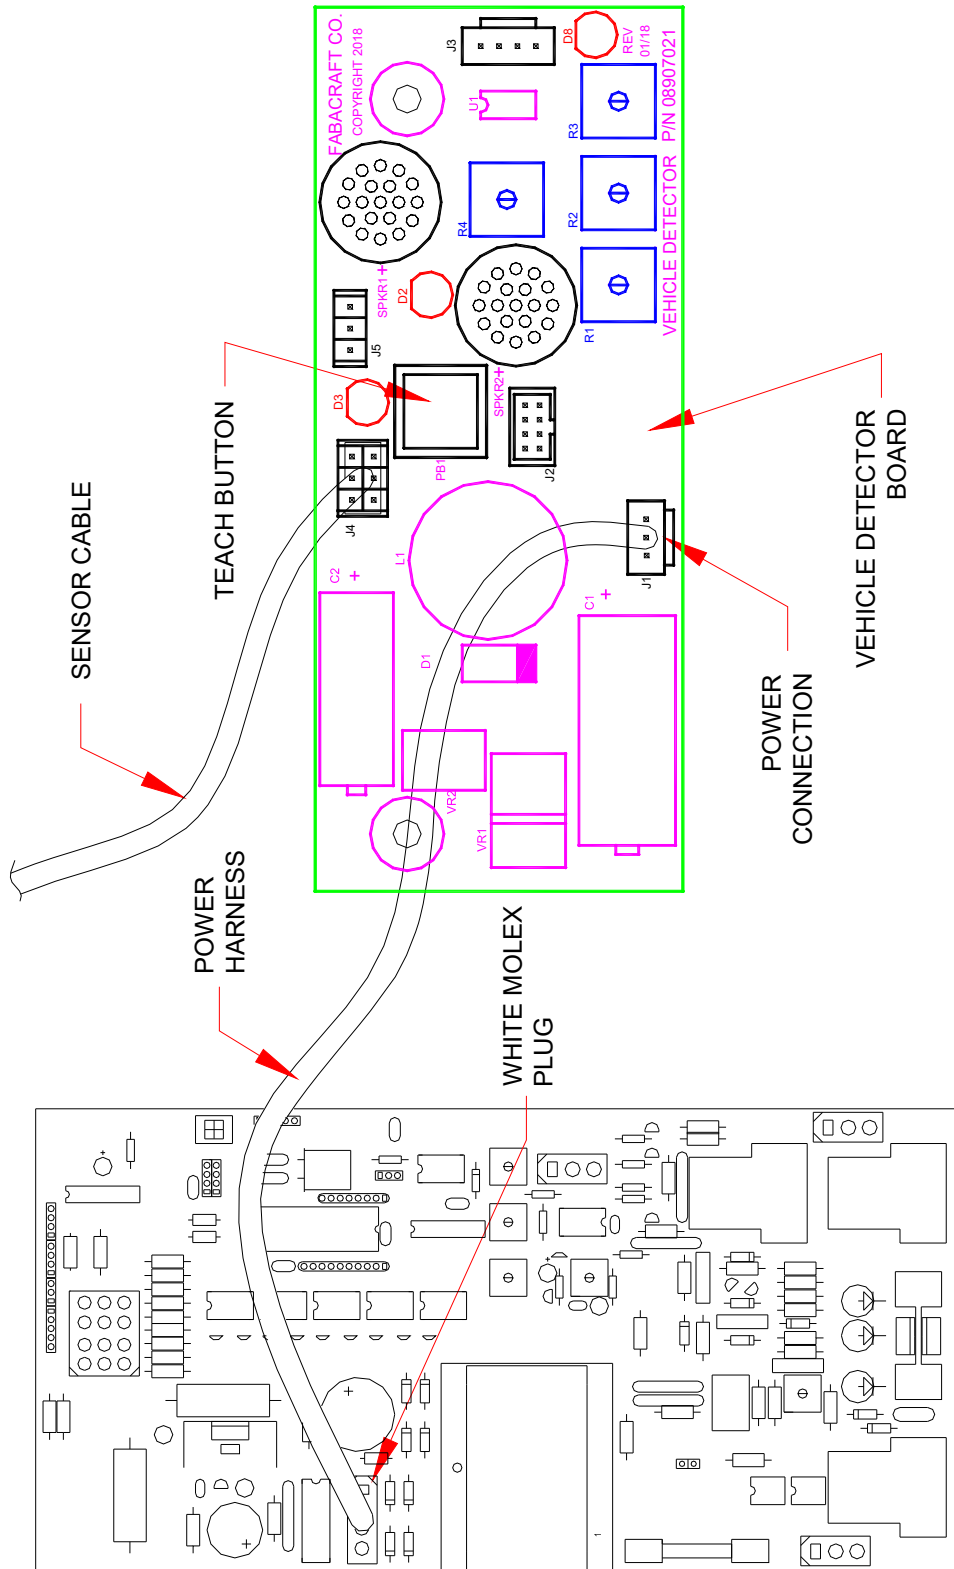 SENSOR CABLE
TEACH BUTTON
POWER
HARNESS
WHITE MOLEX
PLUG
POWER
CONNECTION
VEHICLE DETECTOR
BOARD
FABACRAFT CO.
COPYRIGHT 2018
J3
D8
REV
01/18
U1
R3
R4
R2
R1
VEHICLE DETECTOR P/N 08907021
SPKR1+
D2
J5
D3
SPKR2+
PB1
J2
J4
L1
C2
+
C1
+
J1
D1
VR2
VR1
+
+
+
+
1